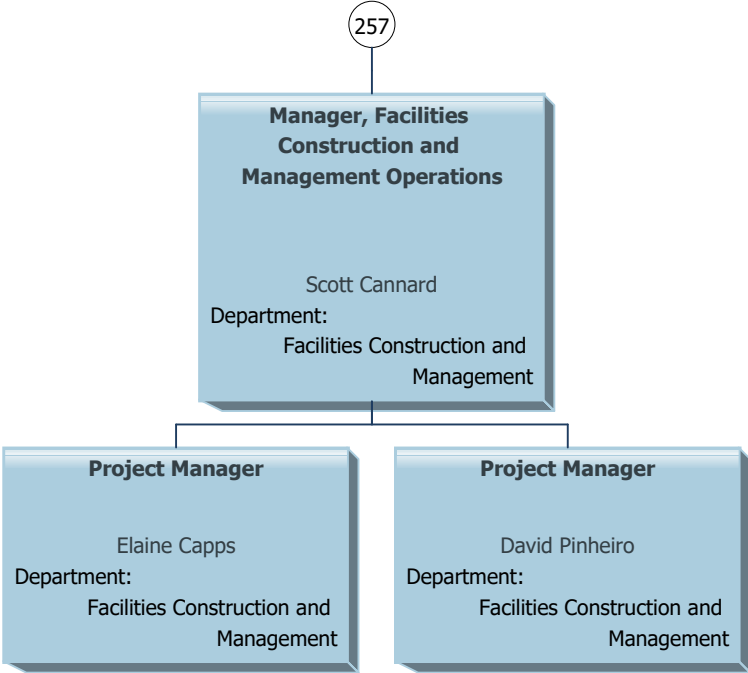 257
Manager, Facilities
Construction and
Management Operations
Scott Cannard
Department:
Facilities Construction and
Management
Project Manager
Elaine Capps
Department:
Facilities Construction and
Management
Project Manager
David Pinheiro
Department:
Facilities Construction and
Management